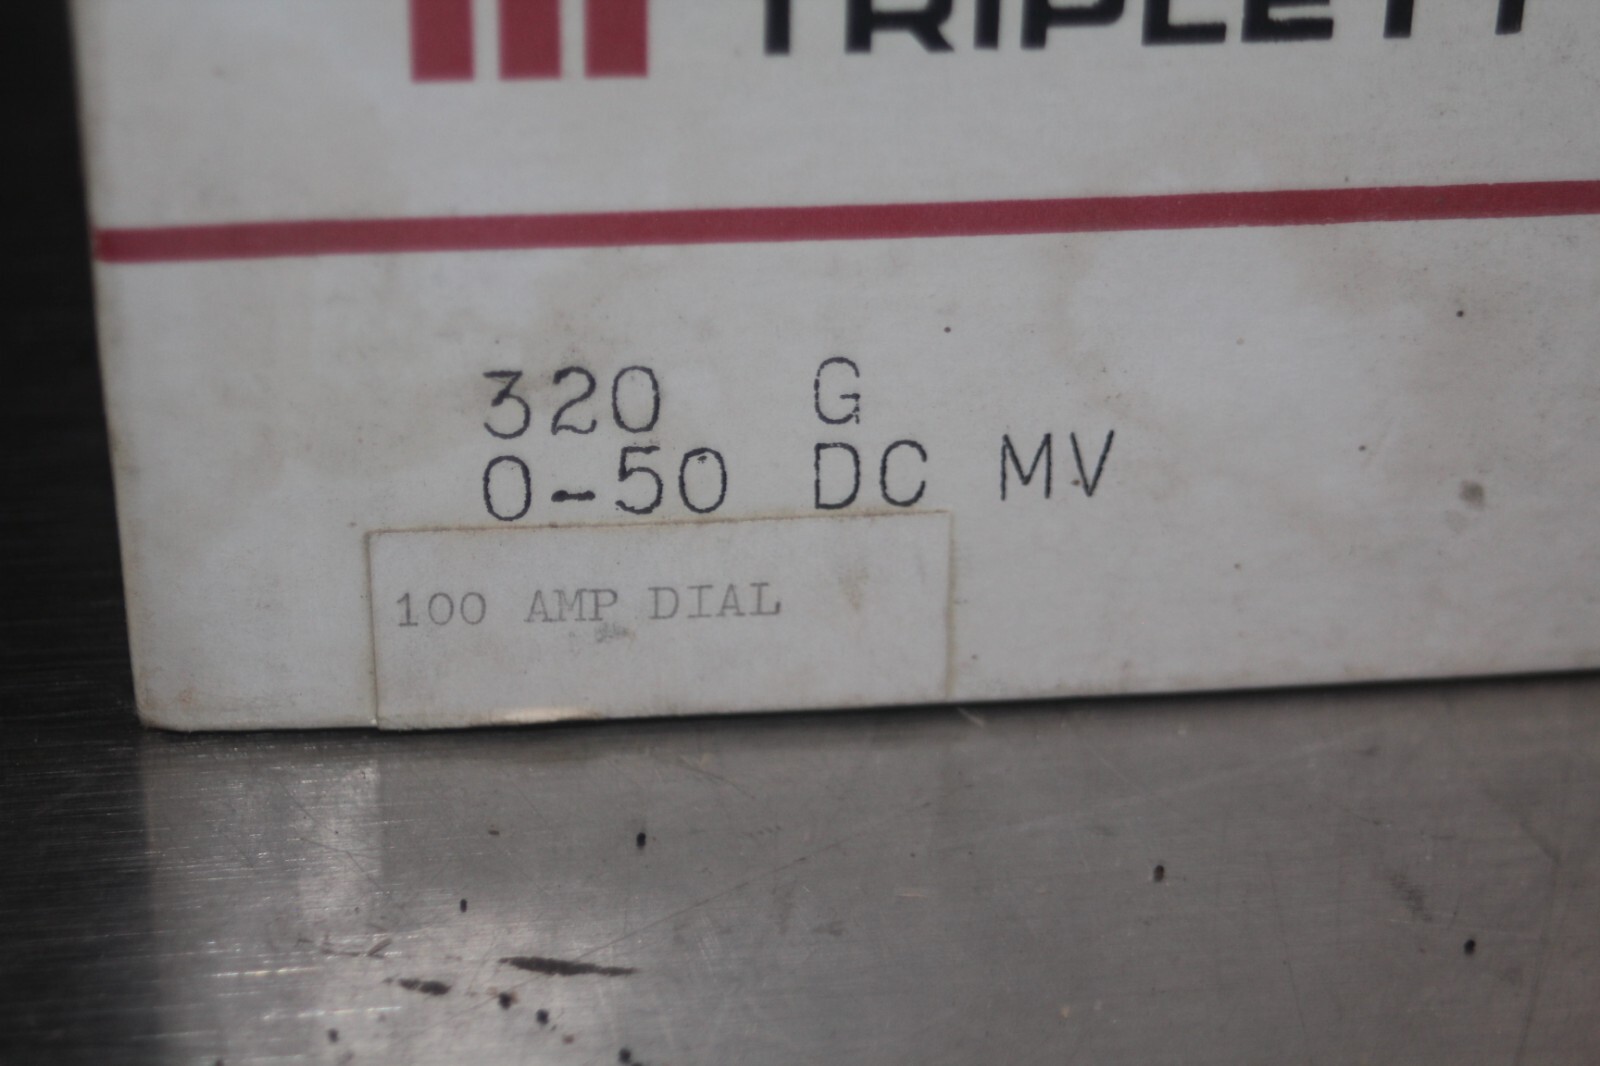 TRIPLETT
320 G
0-50 DC MV
100 AMP DIAL